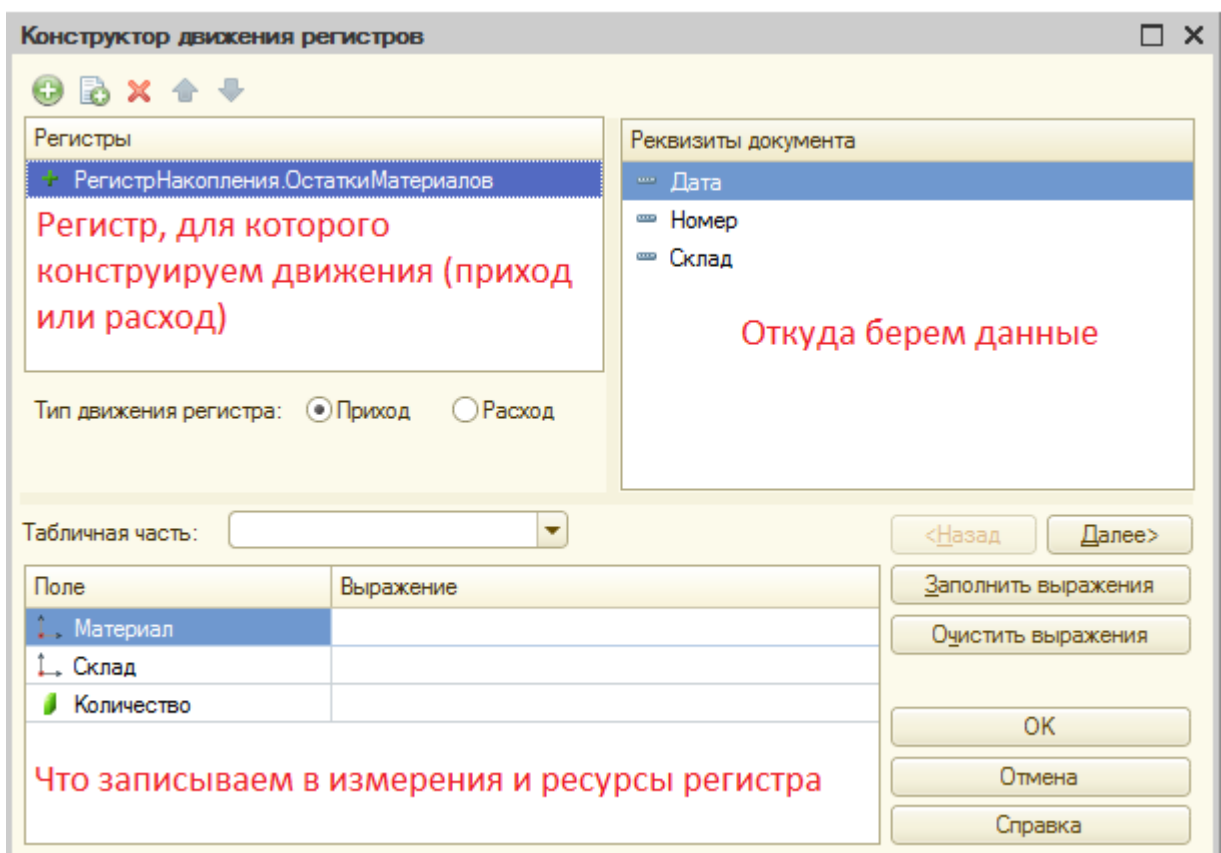 Конструктор движения регистров
Регистры
РегистрНакопления.ОстаткиМатериалов
Регистр, для которого
конструируем движения (приход
или расход)
Реквизиты документа
Дата
Номер
Склад
Откуда берем данные
Тип движения регистра: Приход Расход
Табличная часть:
<Назад Далее>
Поле Выражение
Материал
Склад
Количество
Что записываем в измерения и ресурсы регистра
Заполнить выражения
Очистить выражения
ОК
Отмена
Справка